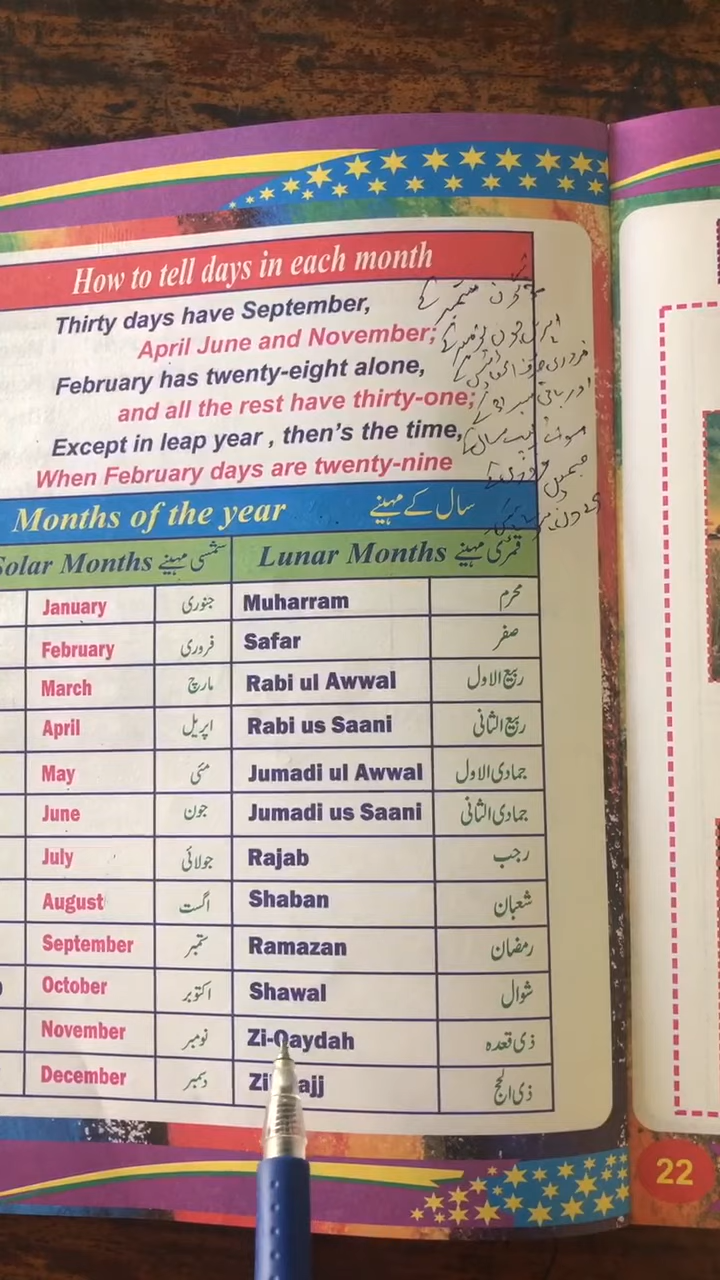 How to tell days in each month
Thirty days have September,
April June and November;
February has twenty-eight alone,
and all the rest have thirty-one;
Except in leap year , then's the time,
When February days are twenty-nine
Months of the year سال کے مہینے
Solar Months شمسی مہینے Lunar Months قمری مہینے
January جنوری Muharram محرم
February فروری Safar صفر
March مارچ Rabi ul Awwal ربیع الاول
April اپریل Rabi us Saani ربیع الثانی
May مئی Jumadi ul Awwal جمادی الاول
June جون Jumadi us Saani جمادی الثانی
July جولائی Rajab رجب
August اگست Shaban شعبان
September ستمبر Ramazan رمضان
October اکتوبر Shawal شوال
November نومبر Zi-Qaydah ذی قعدہ
December دسمبر ذی الحج
22